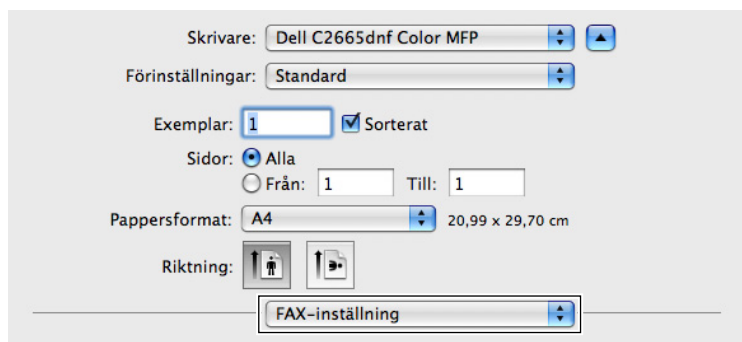 Skrivare: Dell C2665dnf Color MFP
Förinställningar: Standard
Exemplar: 1 Sorterat
Sidor: Alla
Från: 1 Till: 1
Pappersformat: A4 20,99 x 29,70 cm
Riktning:
FAX-inställning